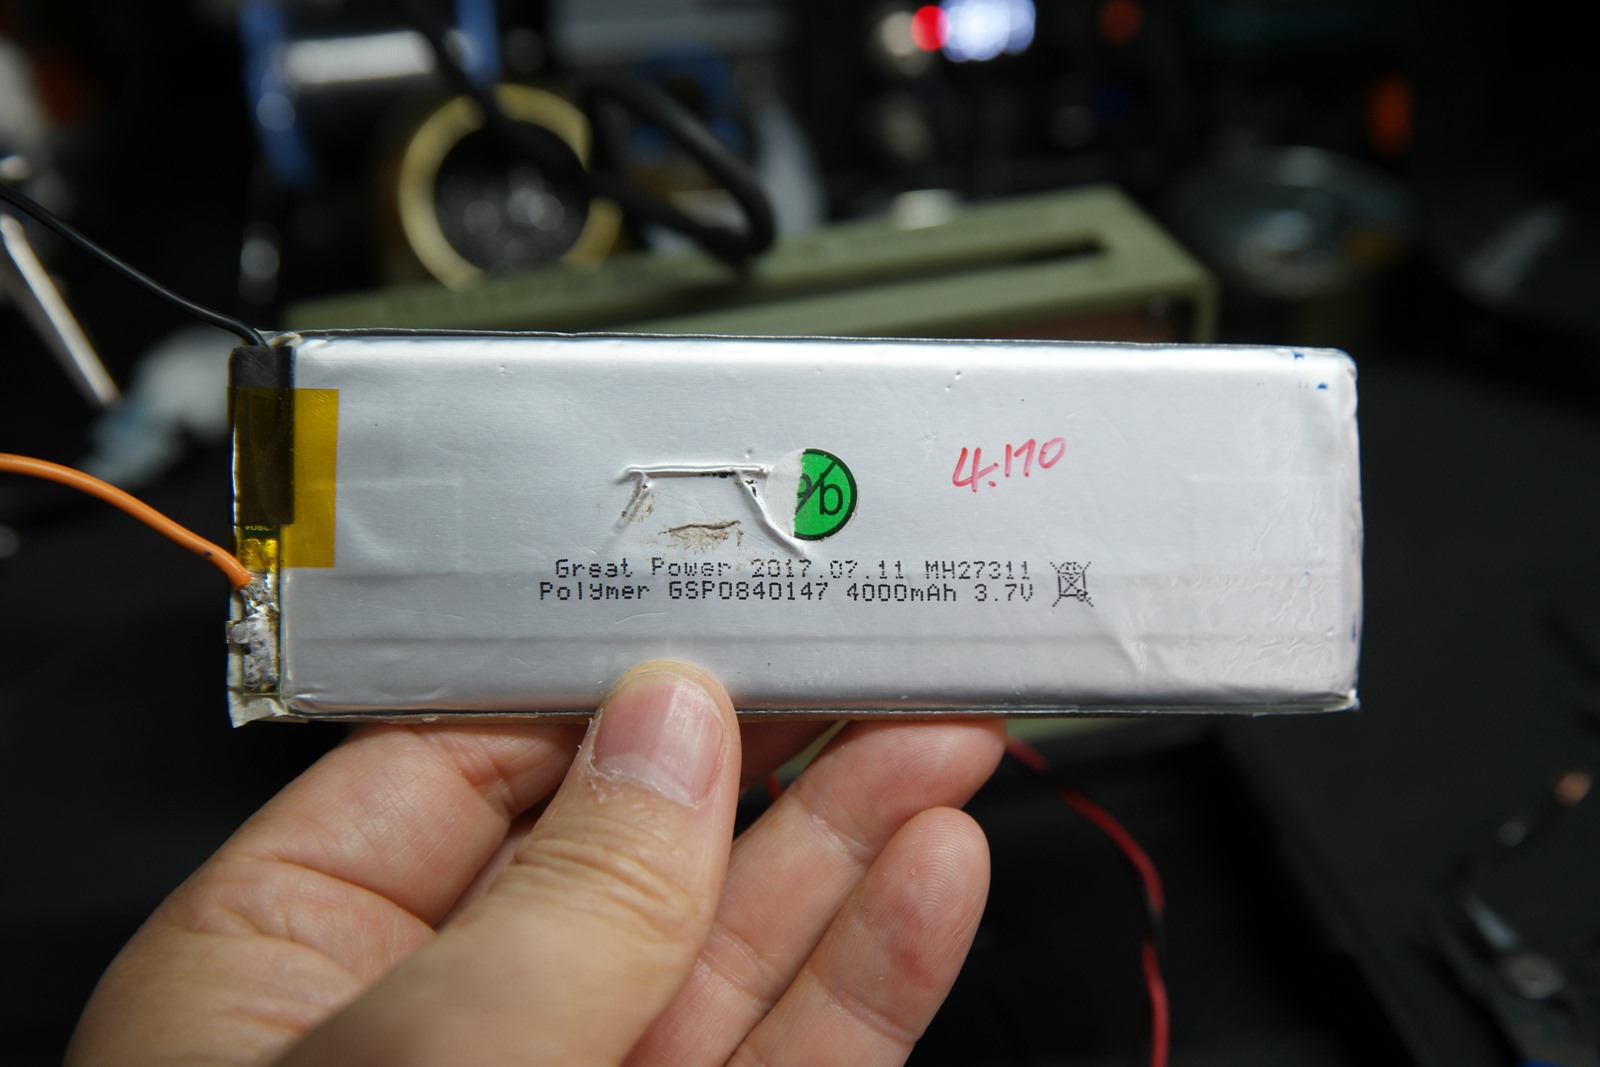 4.170
Great Power 2017.07.11 MH27311
Polymer GSP0840147 4000mAh 3.7V